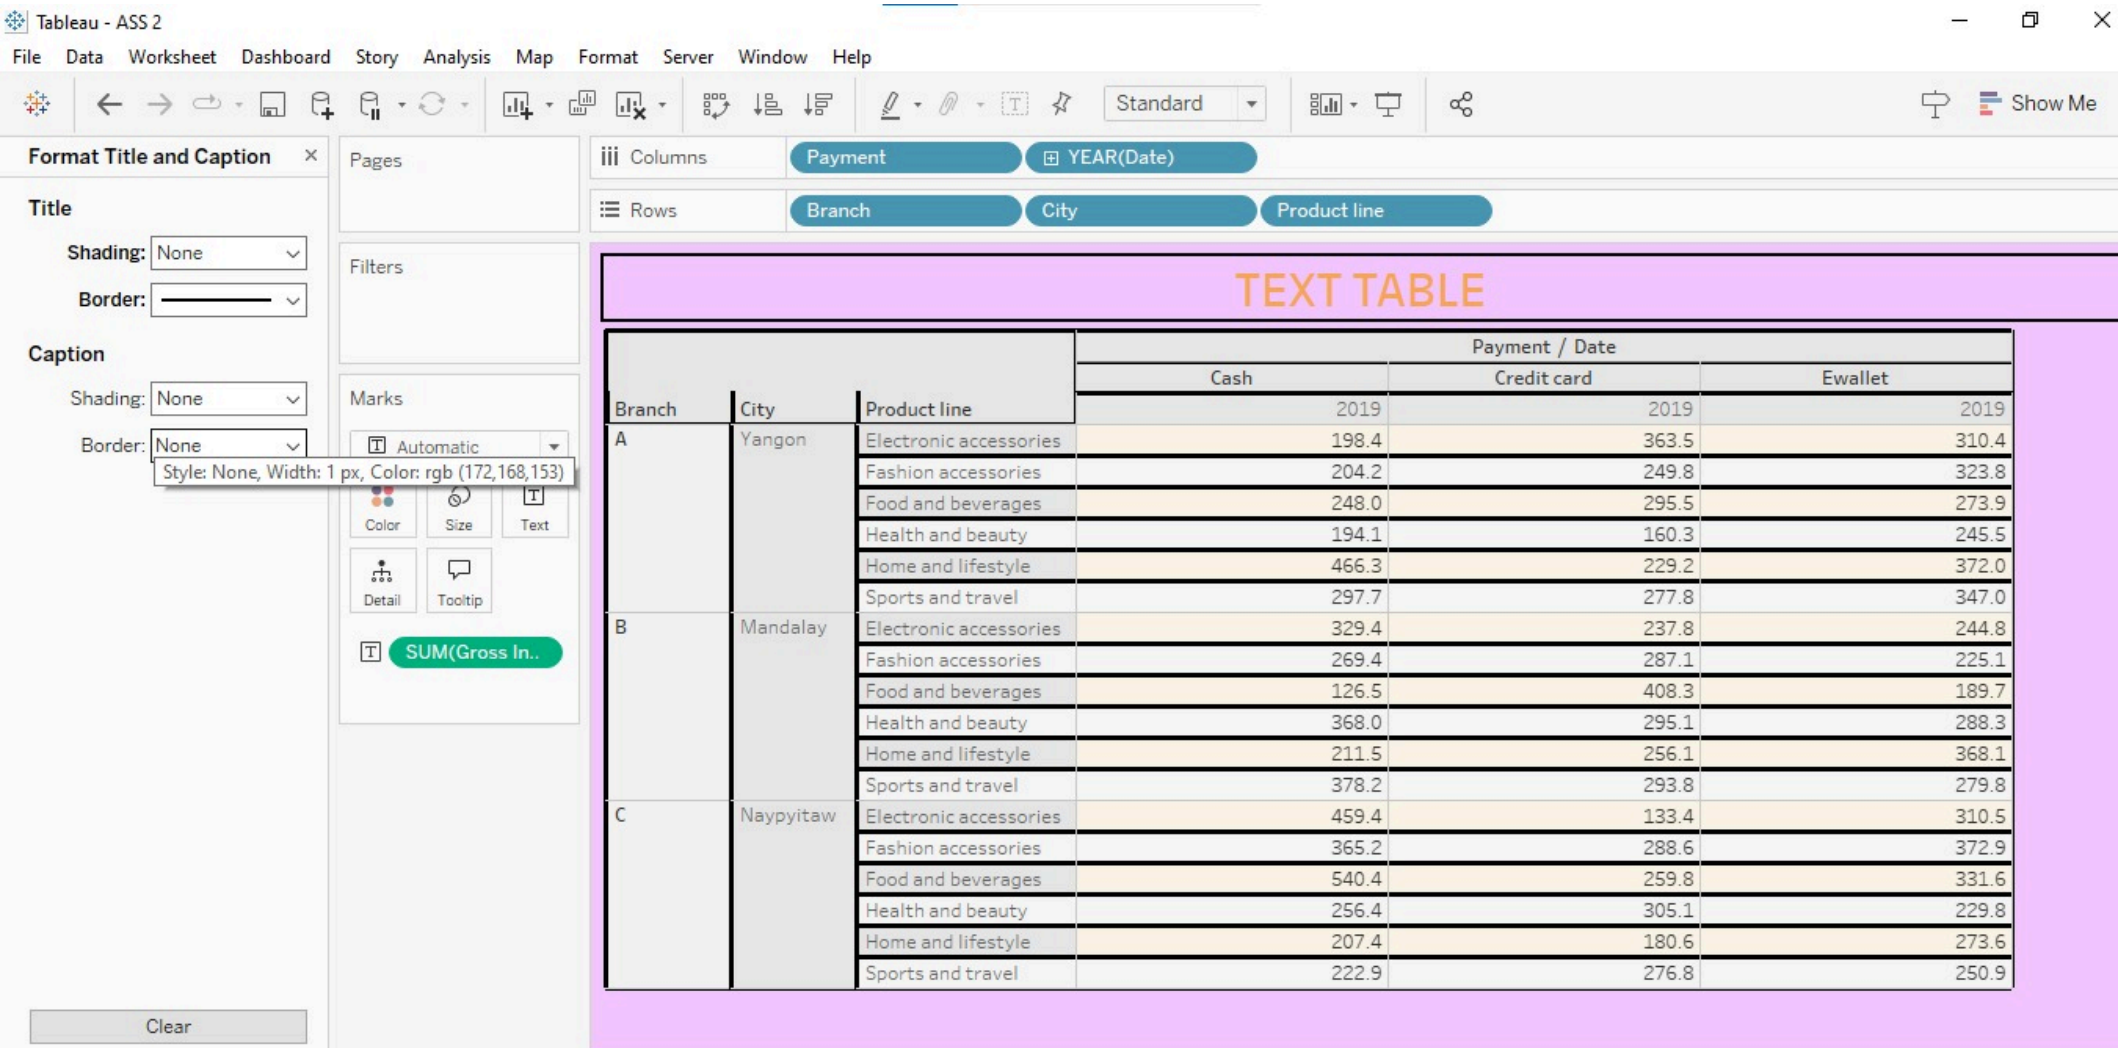 Tableau - ASS 2
File Data Worksheet Dashboard Story Analysis Map Format Server Window Help
Standard
Show Me
Format Title and Caption
Title
Shading: None
Border:
Caption
Shading: None
Border: None
Style: None, Width: 1 px, Color: rgb (172,168,153)
Clear
Pages
Filters
Marks
Automatic
Color Size Text
Detail Tooltip
SUM(Gross In..
Columns Payment YEAR(Date)
Rows Branch City Product line
TEXT TABLE
Payment / Date
Cash Credit card Ewallet
Branch City Product line 2019 2019 2019
A Yangon Electronic accessories 198.4 363.5 310.4
Fashion accessories 204.2 249.8 323.8
Food and beverages 248.0 295.5 273.9
Health and beauty 194.1 160.3 245.5
Home and lifestyle 466.3 229.2 372.0
Sports and travel 297.7 277.8 347.0
B Mandalay Electronic accessories 329.4 237.8 244.8
Fashion accessories 269.4 287.1 225.1
Food and beverages 126.5 408.3 189.7
Health and beauty 368.0 295.1 288.3
Home and lifestyle 211.5 256.1 368.1
Sports and travel 378.2 293.8 279.8
C Naypyitaw Electronic accessories 459.4 133.4 310.5
Fashion accessories 365.2 288.6 372.9
Food and beverages 540.4 259.8 331.6
Health and beauty 256.4 305.1 229.8
Home and lifestyle 207.4 180.6 273.6
Sports and travel 222.9 276.8 250.9